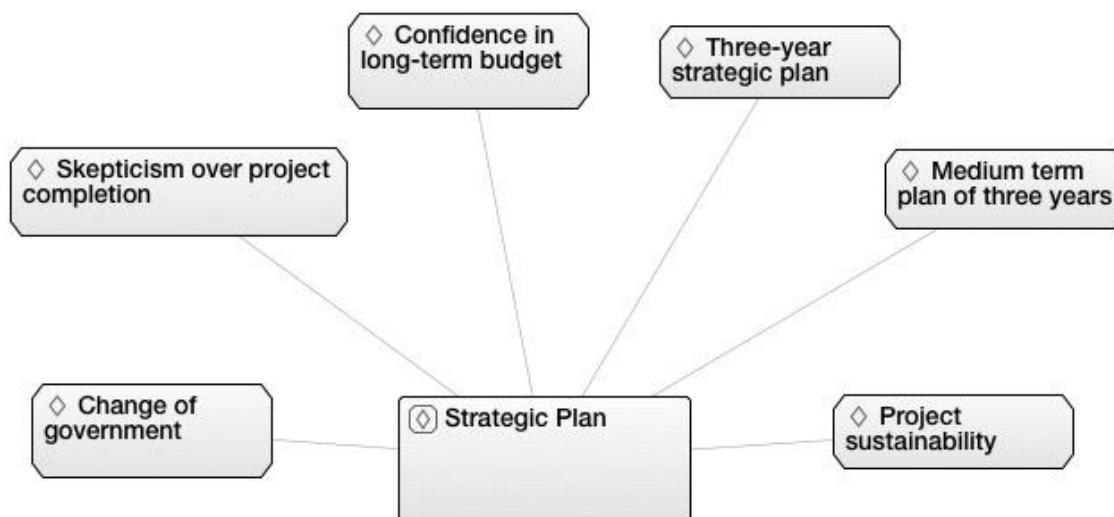 Confidence in
long-term budget
Three-year
strategic plan
Skepticism over project
completion
Medium term
plan of three years
Change of
government
Strategic Plan
Project
sustainability